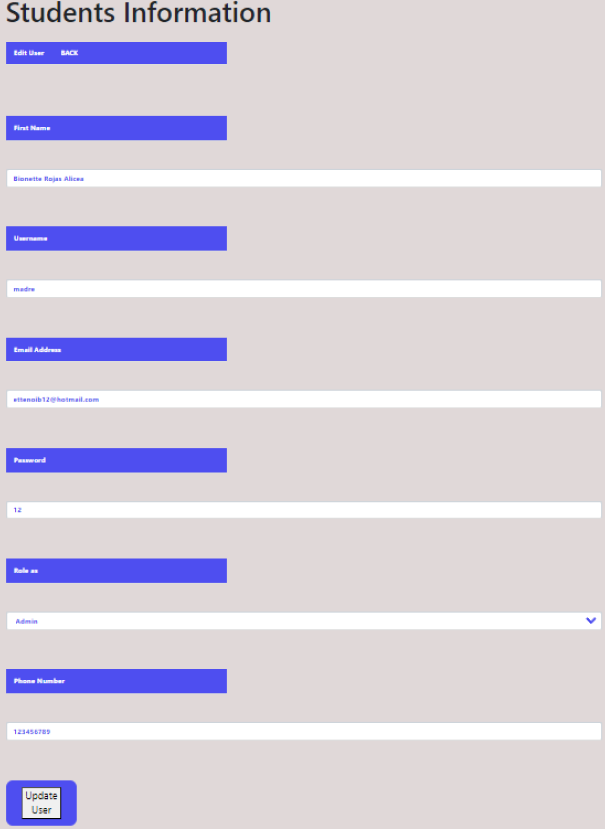 Students Information
Edit User BACK
First Name
Bionette Rojas Alicea
Username
madre
Email Address
ettenoib12@hotmail.com
Password
12
Role as
Admin
Phone Number
123456789
Update
User